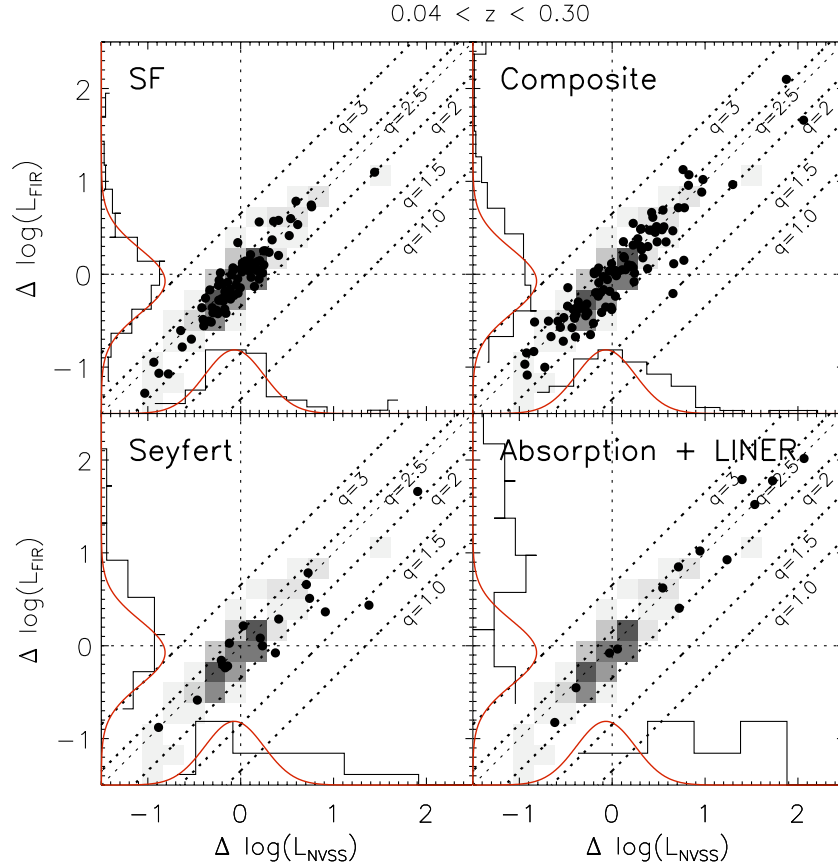 0.04 < z < 0.30
SF
q=3
q=2.5
q=2
q=1.5
q=1.0
Composite
q=3
q=2.5
q=2
q=1.5
q=1.0
2
1
0
−1
Δ log(L_FIR)
Seyfert
q=3
q=2.5
q=2
q=1.5
q=1.0
Absorption + LINER
q=3
q=2.5
q=2
q=1.5
q=1.0
2
1
0
−1
Δ log(L_FIR)
−1 0 1 2
−1 0 1 2
Δ log(L_NVSS)
Δ log(L_NVSS)